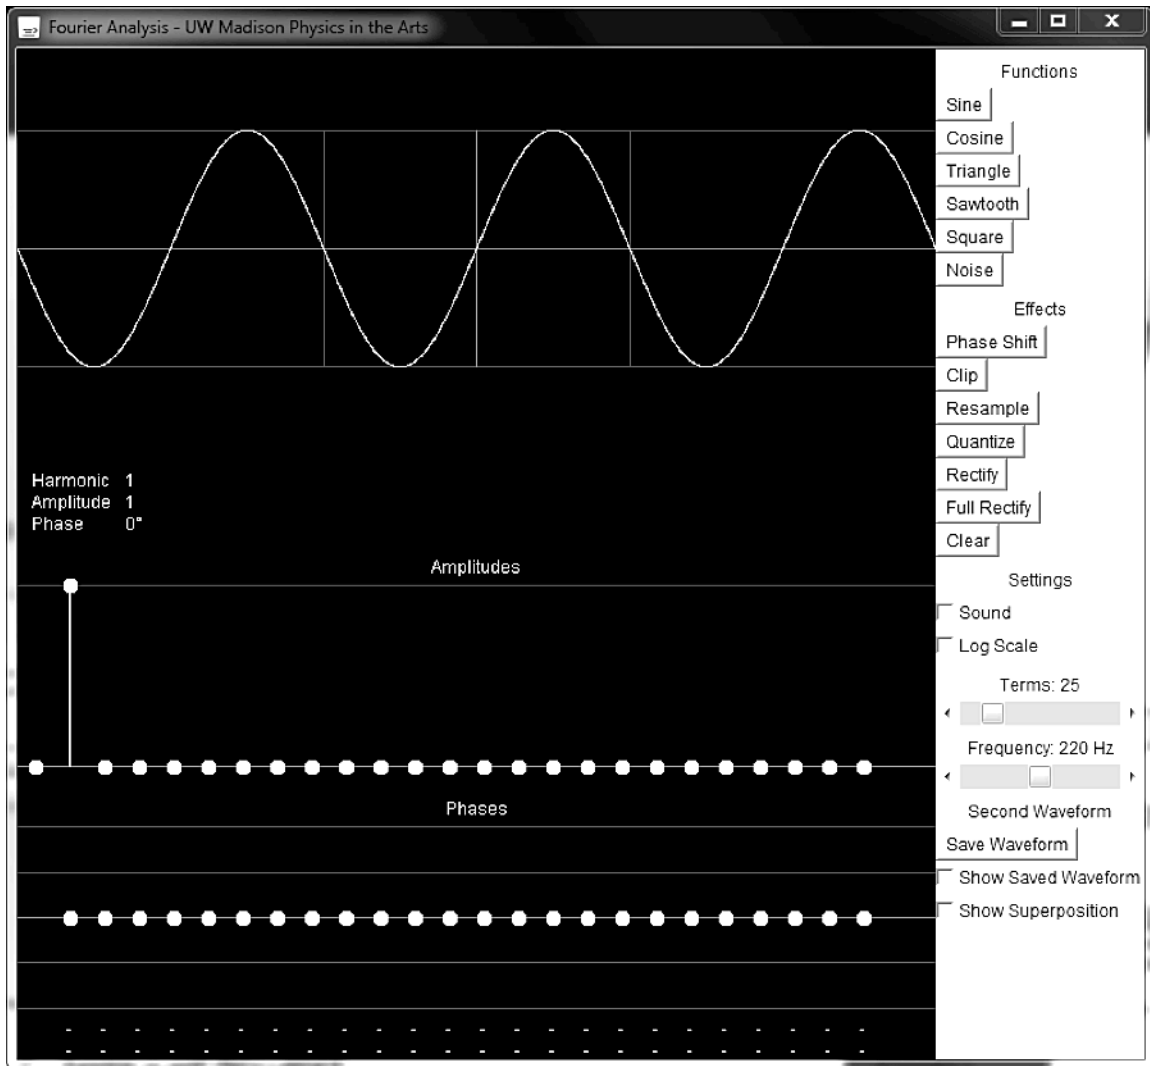 Fourier Analysis - UW Madison Physics in the Arts
Functions
Sine
Cosine
Triangle
Sawtooth
Square
Noise
Effects
Phase Shift
Clip
Resample
Quantize
Rectify
Full Rectify
Clear
Settings
Sound
Log Scale
Terms: 25
Frequency: 220 Hz
Second Waveform
Save Waveform
Show Saved Waveform
Show Superposition
Harmonic 1
Amplitude 1
Phase 0°
Amplitudes
Phases